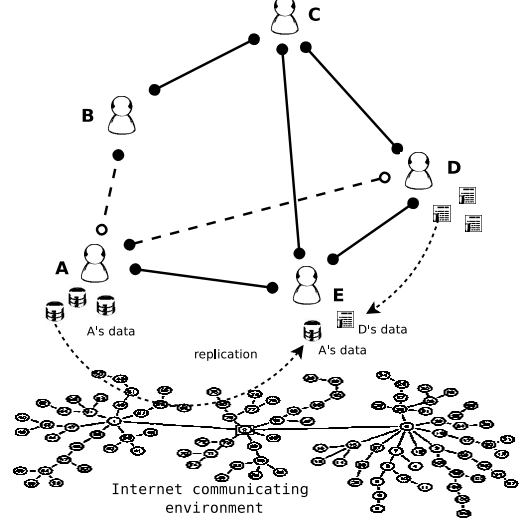 C
B
D
A
E
A's data
D's data
A's data
replication
Internet communicating
environment